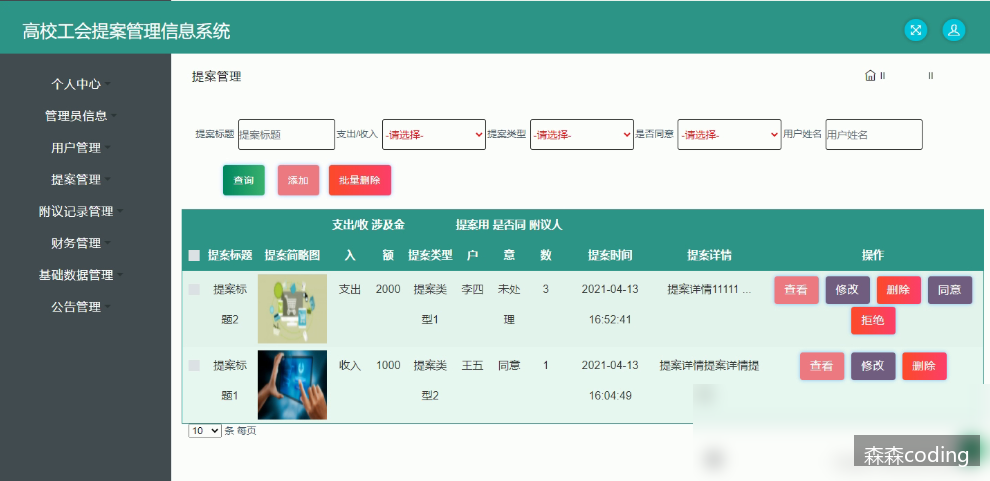 高校工会提案管理信息系统
个人中心
管理员信息
用户管理
提案管理
附议记录管理
财务管理
基础数据管理
公告管理
提案管理
提案标题 提案标题 支出/收入 -请选择- 提案类型 -请选择- 是否同意 -请选择- 用户姓名 用户姓名
查询 添加 批量删除
支出/收 涉及金 提案用 是否同 附议人
提案标题 提案简略图 入 额 提案类型 户 意 数 提案时间 提案详情 操作
提案标 支出 2000 提案类 李四 未处 3 2021-04-13 提案详情11111 ... 查看 修改 删除 同意
题2 型1 理 16:52:41 拒绝
提案标 收入 1000 提案类 王五 同意 1 2021-04-13 提案详情提案详情提 查看 修改 删除
题1 型2 16:04:49
10 条 每页
森森coding